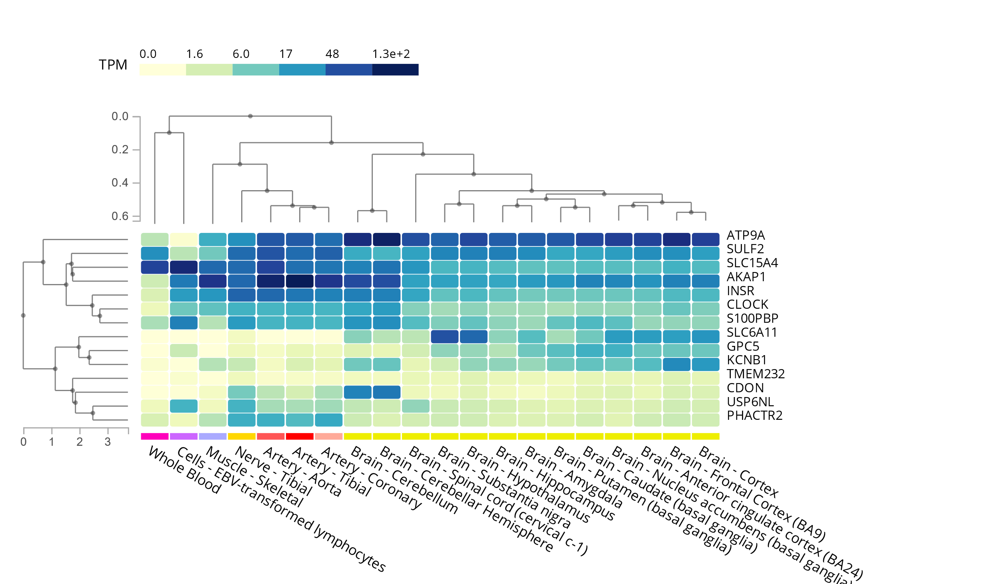 0.0 1.6 6.0 17 48 1.3e+2
TPM
0.0
0.2
0.4
0.6
ATP9A
SULF2
SLC15A4
AKAP1
INSR
CLOCK
S100PBP
SLC6A11
GPC5
KCNB1
TMEM232
CDON
USP6NL
PHACTR2
0 1 2 3
Whole Blood
Cells - EBV-transformed lymphocytes
Muscle - Skeletal
Nerve - Tibial
Artery - Aorta
Artery - Tibial
Artery - Coronary
Brain - Cerebellum
Brain - Cerebellar Hemisphere
Brain - Spinal cord (cervical c-1)
Brain - Substantia nigra
Brain - Hypothalamus
Brain - Hippocampus
Brain - Amygdala
Brain - Putamen (basal ganglia)
Brain - Caudate (basal ganglia)
Brain - Nucleus accumbens (basal ganglia)
Brain - Anterior cingulate cortex (BA24)
Brain - Frontal Cortex (BA9)
Brain - Cortex